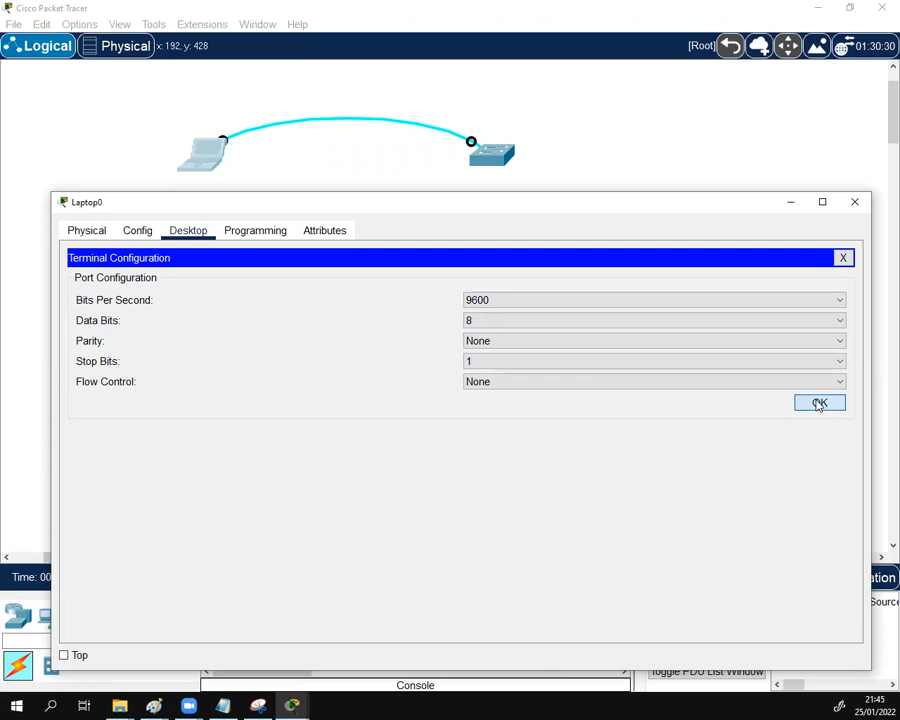 Cisco Packet Tracer
File Edit Options View Tools Extensions Window Help
Logical Physical x: 192, y: 428 [Root] 01:30:30
Laptop0
Physical Config Desktop Programming Attributes
Terminal Configuration X
Port Configuration
Bits Per Second: 9600
Data Bits: 8
Parity: None
Stop Bits: 1
Flow Control: None
OK
Time: 00 ation
Source
Top
Toggle PDU List Window
Console
21:45
25/01/2022